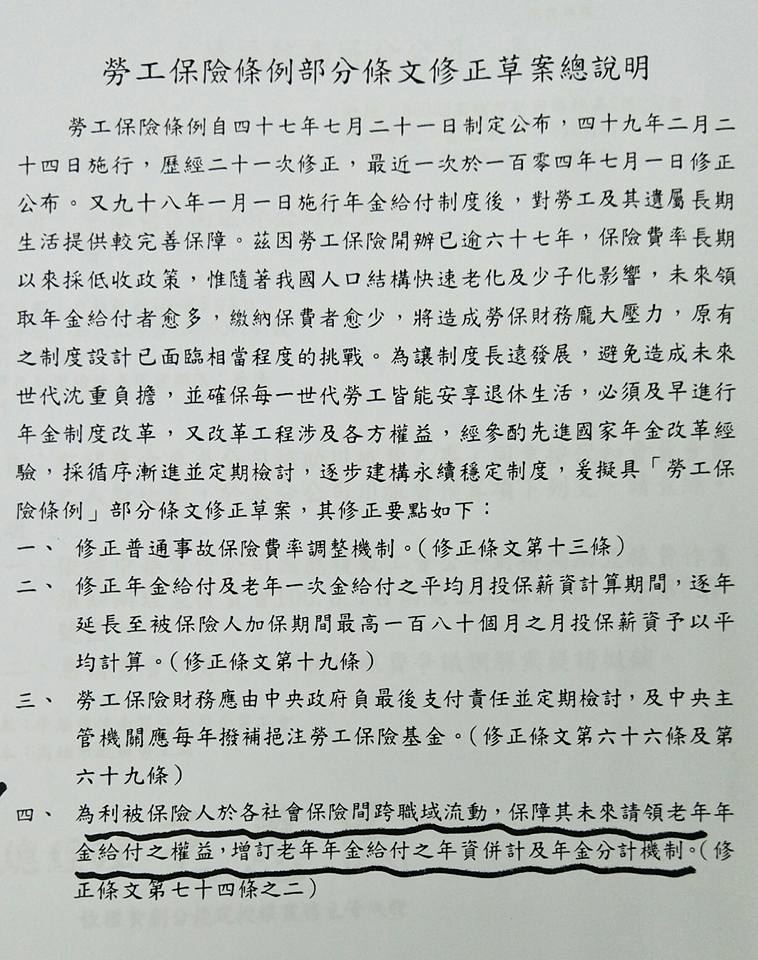 勞工保險條例部分條文修正草案總說明
勞工保險條例自四十七年七月二十一日制定公布，四十九年二月二
十四日施行，歷經二十一次修正，最近一次於一百零四年七月一日修正
公布。又九十八年一月一日施行年金給付制度後，對勞工及其遺屬長期
生活提供較完善保障。茲因勞工保險開辦已逾六十七年，保險費率長期
以來採低收政策，惟隨著我國人口結構快速老化及少子化影響，未來領
取年金給付者愈多，繳納保費者愈少，將造成勞保財務龐大壓力，原有
之制度設計已面臨相當程度的挑戰。為讓制度長遠發展，避免造成未來
世代沈重負擔，並確保每一世代勞工皆能安享退休生活，必須及早進行
年金制度改革，又改革工程涉及各方權益，經參酌先進國家年金改革經
驗，採循序漸進並定期檢討，逐步建構永續穩定制度，爰擬具「勞工保
險條例」部分條文修正草案，其修正要點如下：
一、修正普通事故保險費率調整機制。（修正條文第十三條）
二、修正年金給付及老年一次金給付之平均月投保薪資計算期間，逐年
延長至被保險人加保期間最高一百八十個月之月投保薪資予以平
均計算。（修正條文第十九條）
三、勞工保險財務應由中央政府負最後支付責任並定期檢討，及中央主
管機關應每年撥補挹注勞工保險基金。（修正條文第六十六條及第
六十九條）
四、為利被保險人於各社會保險間跨職域流動，保障其未來請領老年年
金給付之權益，增訂老年年金給付之年資併計及年金分計機制。（修
正條文第七十四條之二）